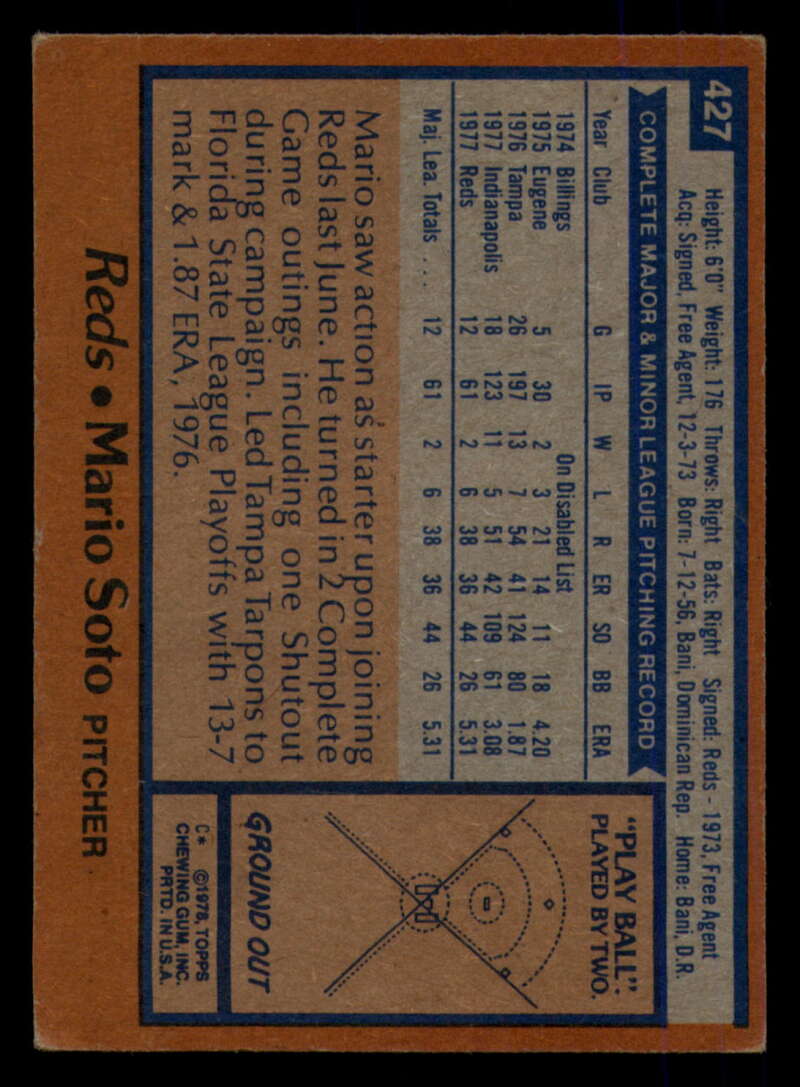 427
Height: 6'0" Weight: 176 Throws: Right Bats: Right Signed: Reds - 1973, Free Agent
Acq: Signed, Free Agent, 12-3-73 Born: 7-12-56, Bani, Dominican Rep. Home: Bani, D.R.
COMPLETE MAJOR & MINOR LEAGUE PITCHING RECORD
Year Club G IP W L R ER SO BB ERA
1974 Billings On Disabled List
1975 Eugene 5 30 2 3 21 14 11 18 4.20
1976 Tampa 26 197 13 7 54 41 124 80 1.87
1977 Indianapolis 18 123 11 5 51 42 109 61 3.08
1977 Reds 12 61 2 6 38 36 44 26 5.31
Maj. Lea. Totals . . . 12 61 2 6 38 36 44 26 5.31
Mario saw action as starter upon joining
Reds last June. He turned in 2 Complete
Game outings including one Shutout
during campaign. Led Tampa Tarpons to
Florida State League Playoffs with 13-7
mark & 1.87 ERA, 1976.
"PLAY BALL":
PLAYED BY TWO.
GROUND OUT
C* ©1978, TOPPS
CHEWING GUM, INC.
PRTD. IN U.S.A.
Reds • Mario Soto PITCHER